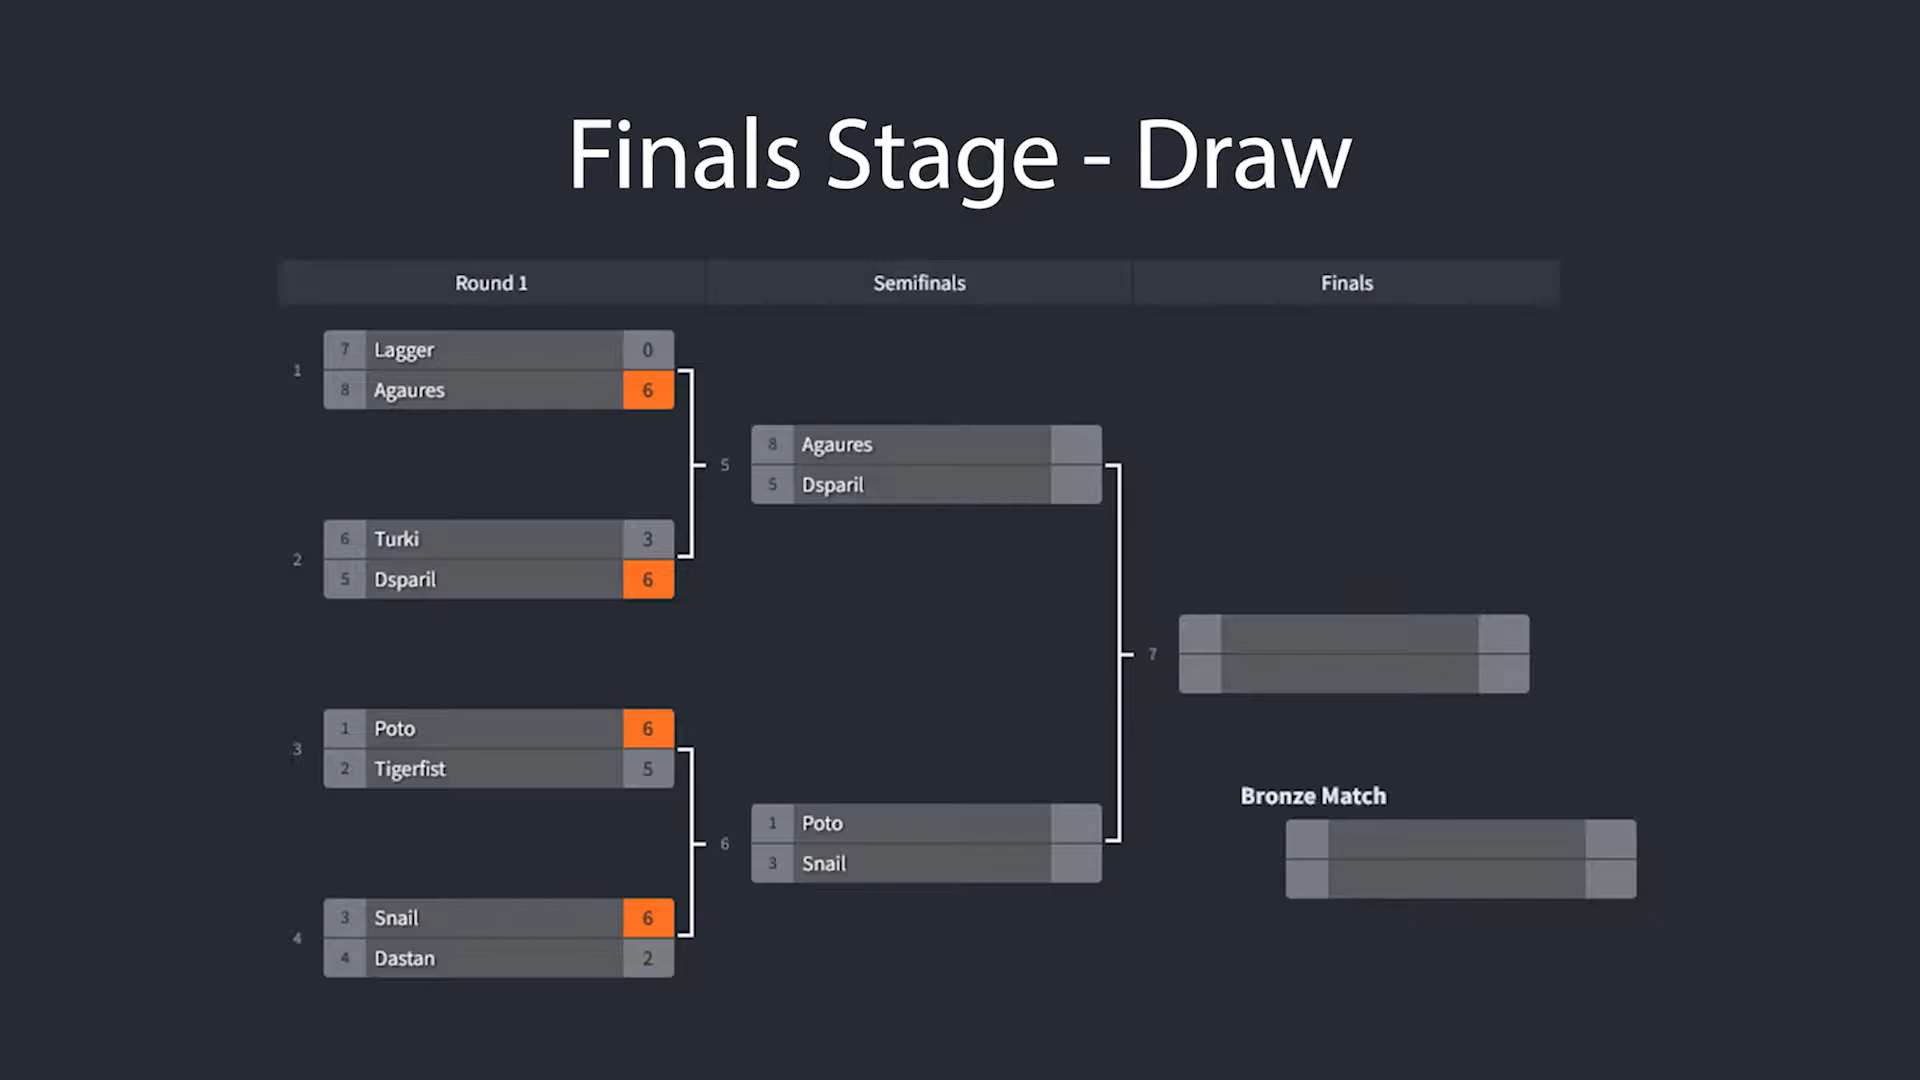 Finals Stage - Draw
Round 1
Semifinals
Finals
1
7 Lagger 0
8 Agaures 6
2
6 Turki 3
5 Dsparil 6
3
1 Poto 6
2 Tigerfist 5
4
3 Snail 6
4 Dastan 2
5
8 Agaures
5 Dsparil
6
1 Poto
3 Snail
7
Bronze Match